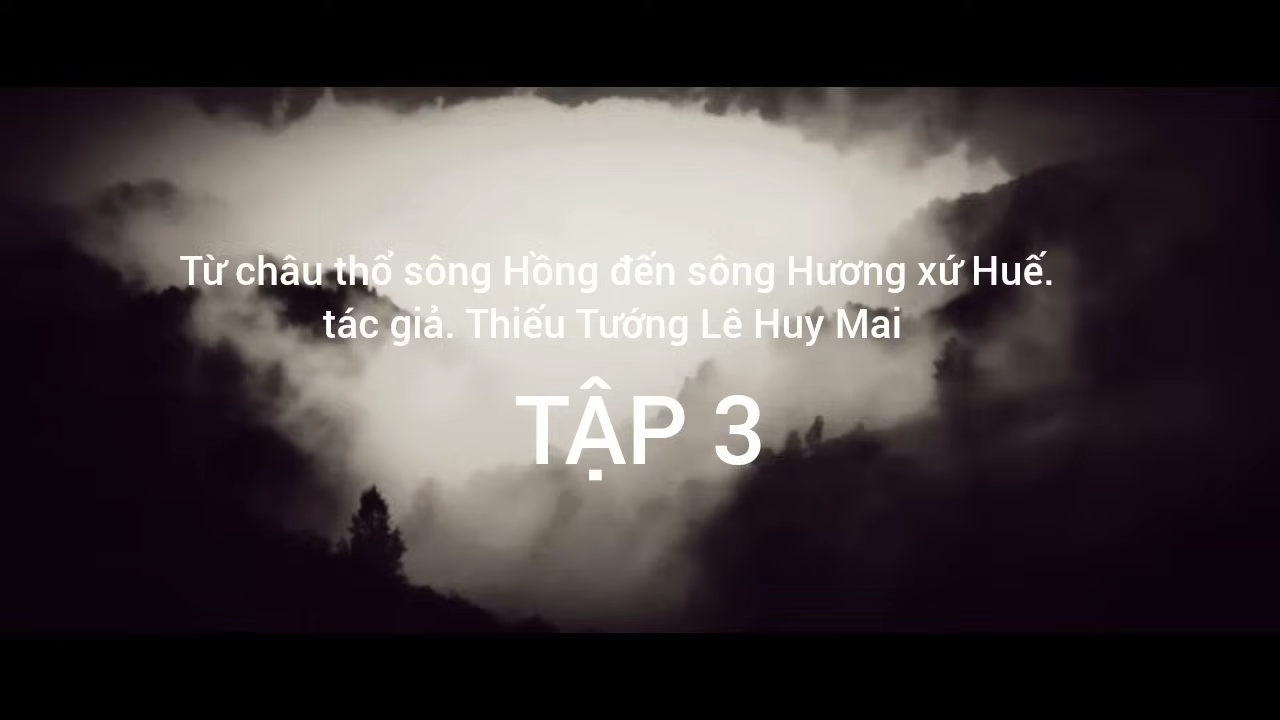 Từ châu thổ sông Hồng đến sông Hương xứ Huế.
tác giả. Thiếu Tướng Lê Huy Mai
TẬP 3